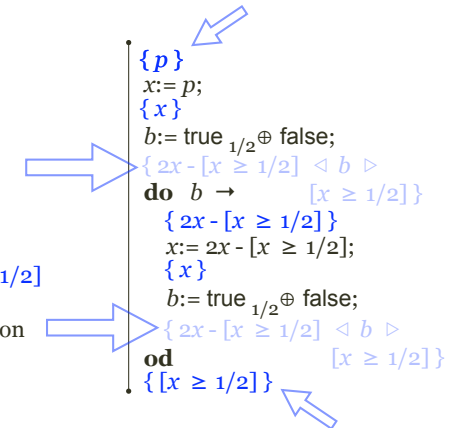 { p }
x:= p;
{ x }
b:= true 1/2⊕ false;
{ 2x - [x ≥ 1/2] ◁ b ▷
do b → [x ≥ 1/2] }
{ 2x - [x ≥ 1/2] }
x:= 2x - [x ≥ 1/2];
1/2]
{ x }
b:= true 1/2⊕ false;
on
{ 2x - [x ≥ 1/2] ◁ b ▷
od [x ≥ 1/2] }
{ [x ≥ 1/2] }